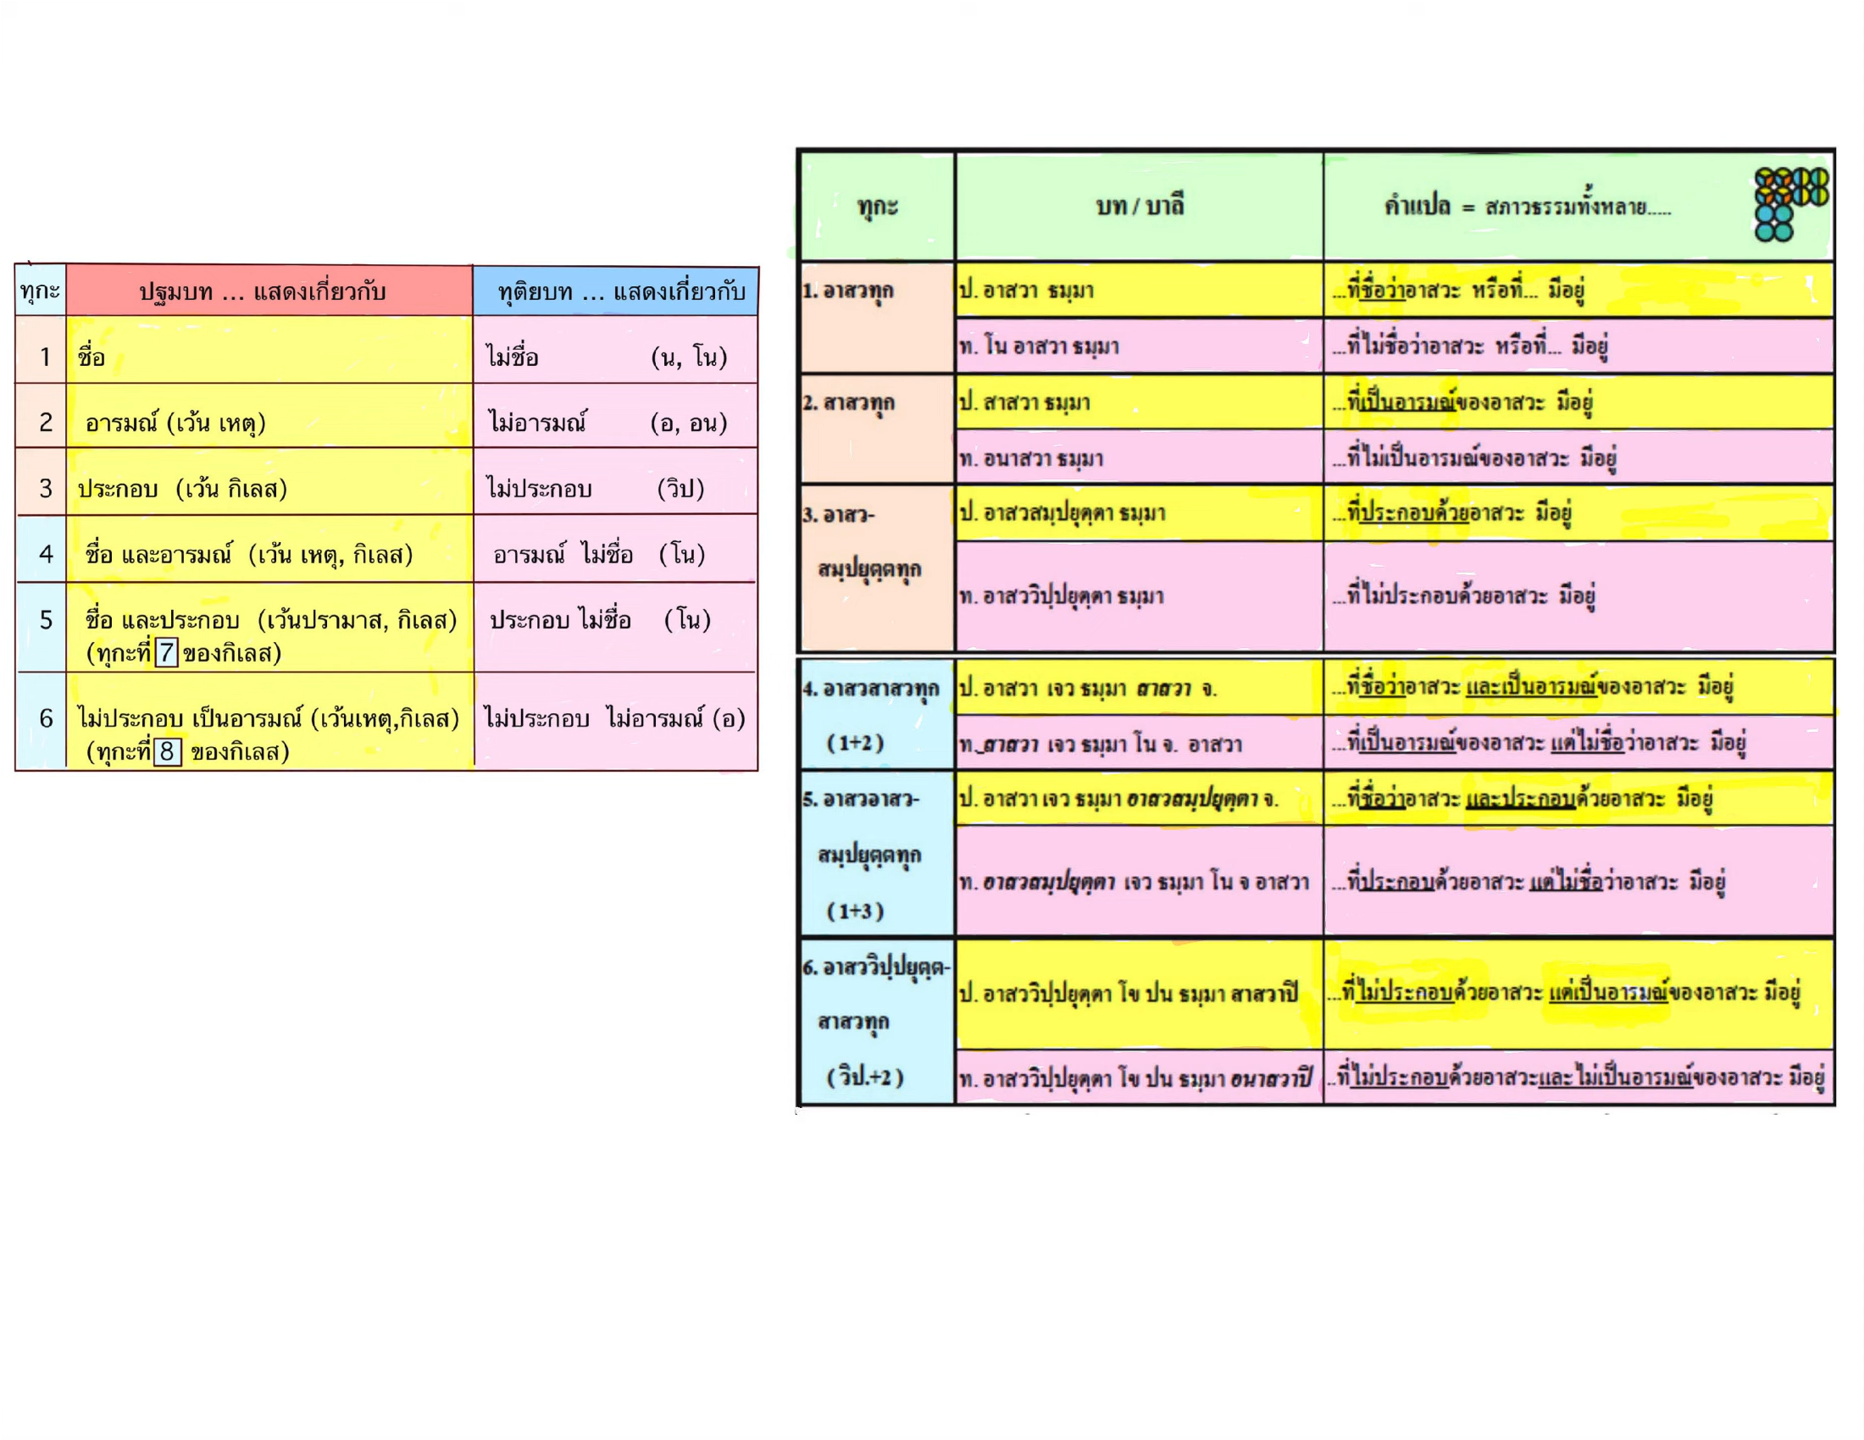 ทุกะ ปฐมบท ... แสดงเกี่ยวกับ ทุติยบท ... แสดงเกี่ยวกับ
1 ชื่อ ไม่ชื่อ (น, โน)
2 อารมณ์ (เว้น เหตุ) ไม่อารมณ์ (อ, อน)
3 ประกอบ (เว้น กิเลส) ไม่ประกอบ (วิป)
4 ชื่อ และอารมณ์ (เว้น เหตุ, กิเลส) อารมณ์ ไม่ชื่อ (โน)
5 ชื่อ และประกอบ (เว้นปรามาส, กิเลส) ประกอบ ไม่ชื่อ (โน)
(ทุกะที่ 7 ของกิเลส)
6 ไม่ประกอบ เป็นอารมณ์ (เว้นเหตุ,กิเลส) ไม่ประกอบ ไม่อารมณ์ (อ)
(ทุกะที่ 8 ของกิเลส)
ทุกะ บท / บาลี คำแปล = สภาวธรรมทั้งหลาย.....
1. อาสวทุก ป. อาสวา ธมฺมา ...ที่ชื่อว่าอาสวะ หรือที่... มีอยู่
ท. โน อาสวา ธมฺมา ...ที่ไม่ชื่อว่าอาสวะ หรือที่... มีอยู่
2. สาสวทุก ป. สาสวา ธมฺมา ...ที่เป็นอารมณ์ของอาสวะ มีอยู่
ท. อนาสวา ธมฺมา ...ที่ไม่เป็นอารมณ์ของอาสวะ มีอยู่
3. อาสว- ป. อาสวสมฺปยุตฺตา ธมฺมา ...ที่ประกอบด้วยอาสวะ มีอยู่
สมฺปยุตฺตทุก
ท. อาสววิปฺปยุตฺตา ธมฺมา ...ที่ไม่ประกอบด้วยอาสวะ มีอยู่
4. อาสวสาสวทุก ป. อาสวา เจว ธมฺมา สาสวา จ. ...ที่ชื่อว่าอาสวะ และเป็นอารมณ์ของอาสวะ มีอยู่
( 1+2 ) ท. สาสวา เจว ธมฺมา โน จ. อาสวา ...ที่เป็นอารมณ์ของอาสวะ แต่ไม่ชื่อว่าอาสวะ มีอยู่
5. อาสวอาสว- ป. อาสวา เจว ธมฺมา อาสวสมฺปยุตฺตา จ. ...ที่ชื่อว่าอาสวะ และประกอบด้วยอาสวะ มีอยู่
สมฺปยุตฺตทุก
ท. อาสวสมฺปยุตฺตา เจว ธมฺมา โน จ อาสวา ...ที่ประกอบด้วยอาสวะ แต่ไม่ชื่อว่าอาสวะ มีอยู่
( 1+3 )
6. อาสววิปฺปยุตฺต-
ป. อาสววิปฺปยุตฺตา โข ปน ธมฺมา สาสวาปิ ...ที่ไม่ประกอบด้วยอาสวะ แต่เป็นอารมณ์ของอาสวะ มีอยู่
สาสวทุก
( วิป.+2 ) ท. อาสววิปฺปยุตฺตา โข ปน ธมฺมา อนาสวาปิ ..ที่ไม่ประกอบด้วยอาสวะและไม่เป็นอารมณ์ของอาสวะ มีอยู่